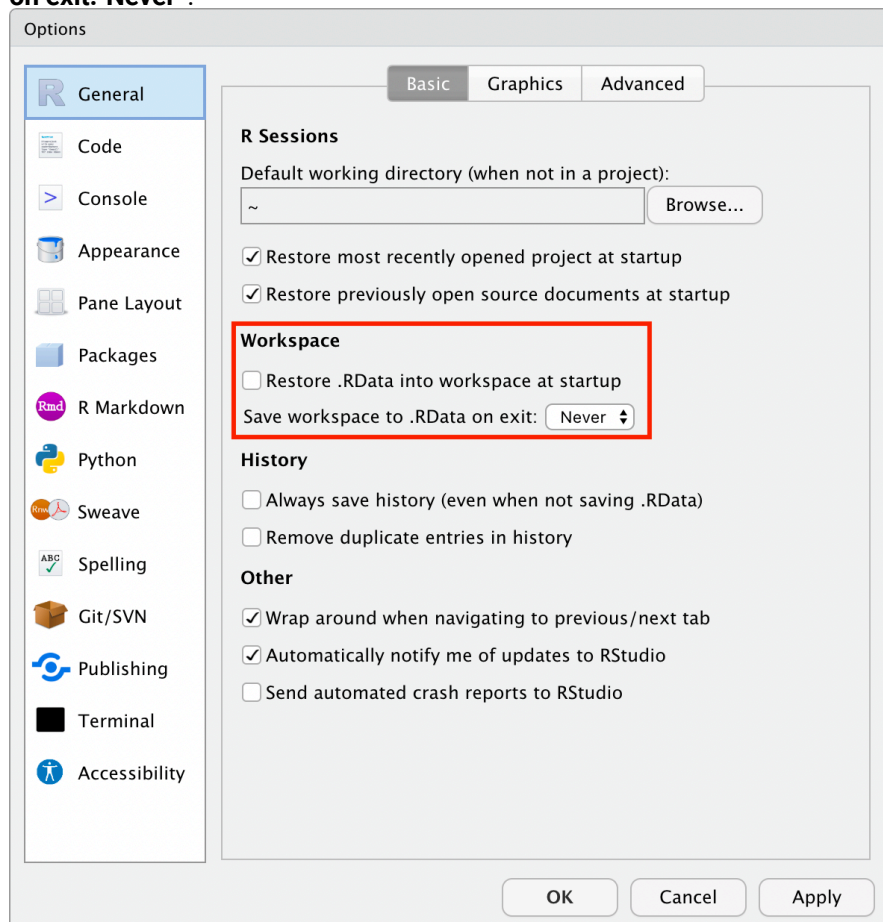 on exit: 'Never'.
Options
General
Code
Console
Appearance
Pane Layout
Packages
R Markdown
Python
Sweave
Spelling
Git/SVN
Publishing
Terminal
Accessibility
Basic Graphics Advanced
R Sessions
Default working directory (when not in a project):
~ Browse...
Restore most recently opened project at startup
Restore previously open source documents at startup
Workspace
Restore .RData into workspace at startup
Save workspace to .RData on exit: Never
History
Always save history (even when not saving .RData)
Remove duplicate entries in history
Other
Wrap around when navigating to previous/next tab
Automatically notify me of updates to RStudio
Send automated crash reports to RStudio
OK Cancel Apply